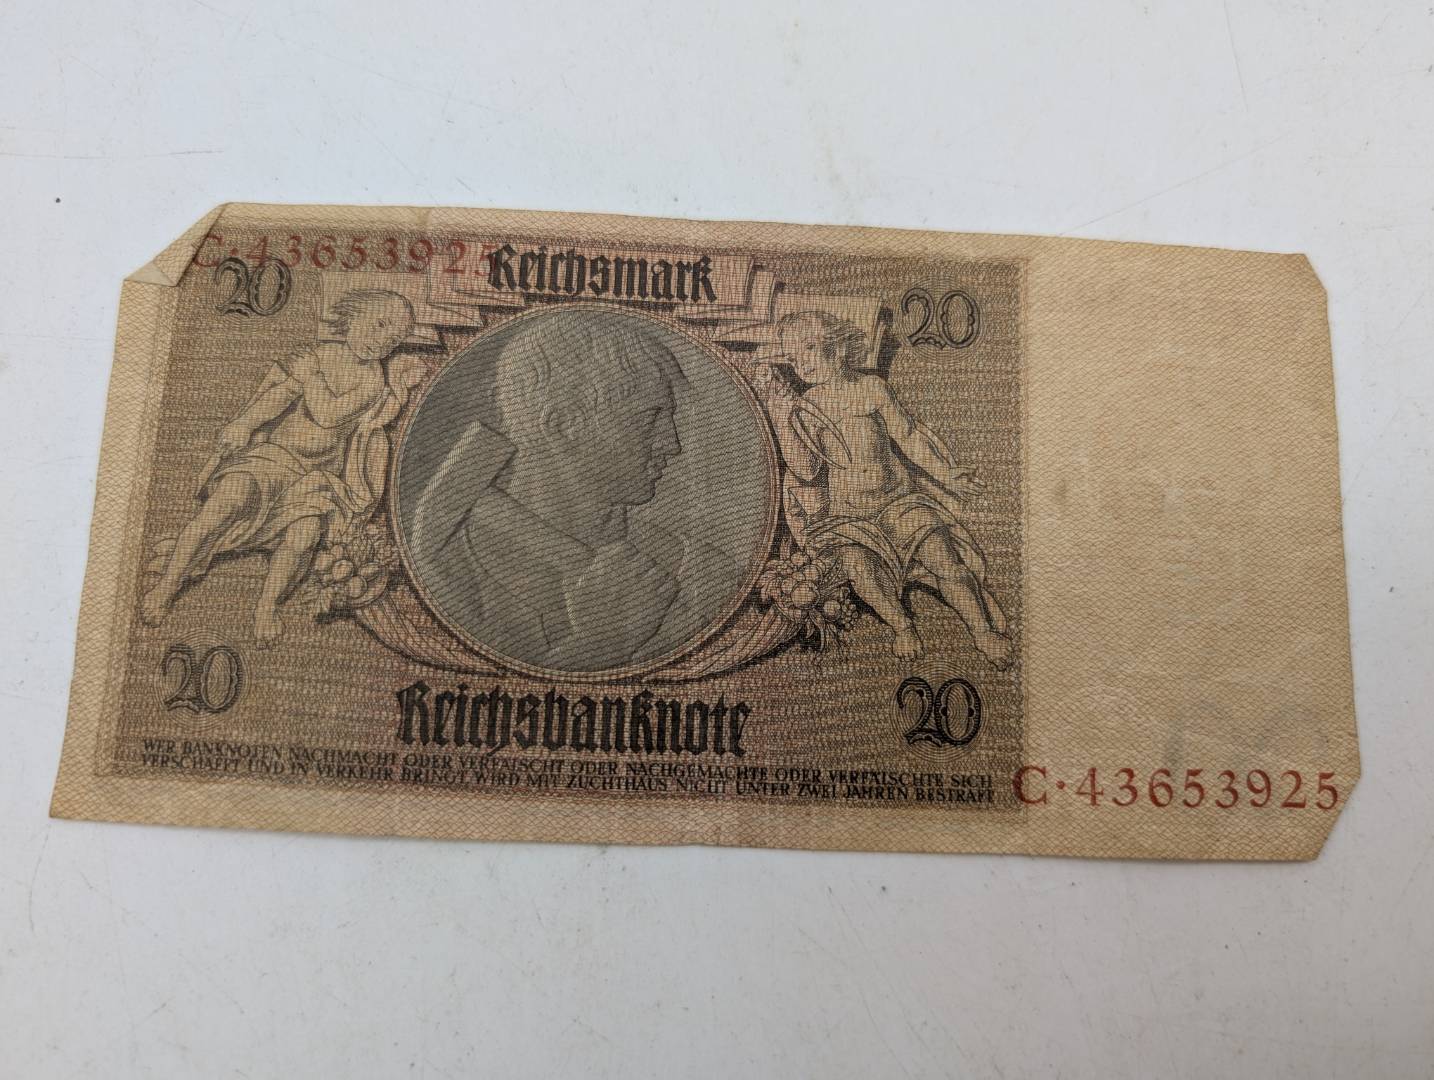 C·43653925
Reichsmark
20
20
20
20
Reichsbanknote
WER BANKNOTEN NACHMACHT ODER VERFÄLSCHT ODER NACHGEMACHTE ODER VERFÄLSCHTE SICH
VERSCHAFFT UND IN VERKEHR BRINGT, WIRD MIT ZUCHTHAUS NICHT UNTER ZWEI JAHREN BESTRAFT
C·43653925